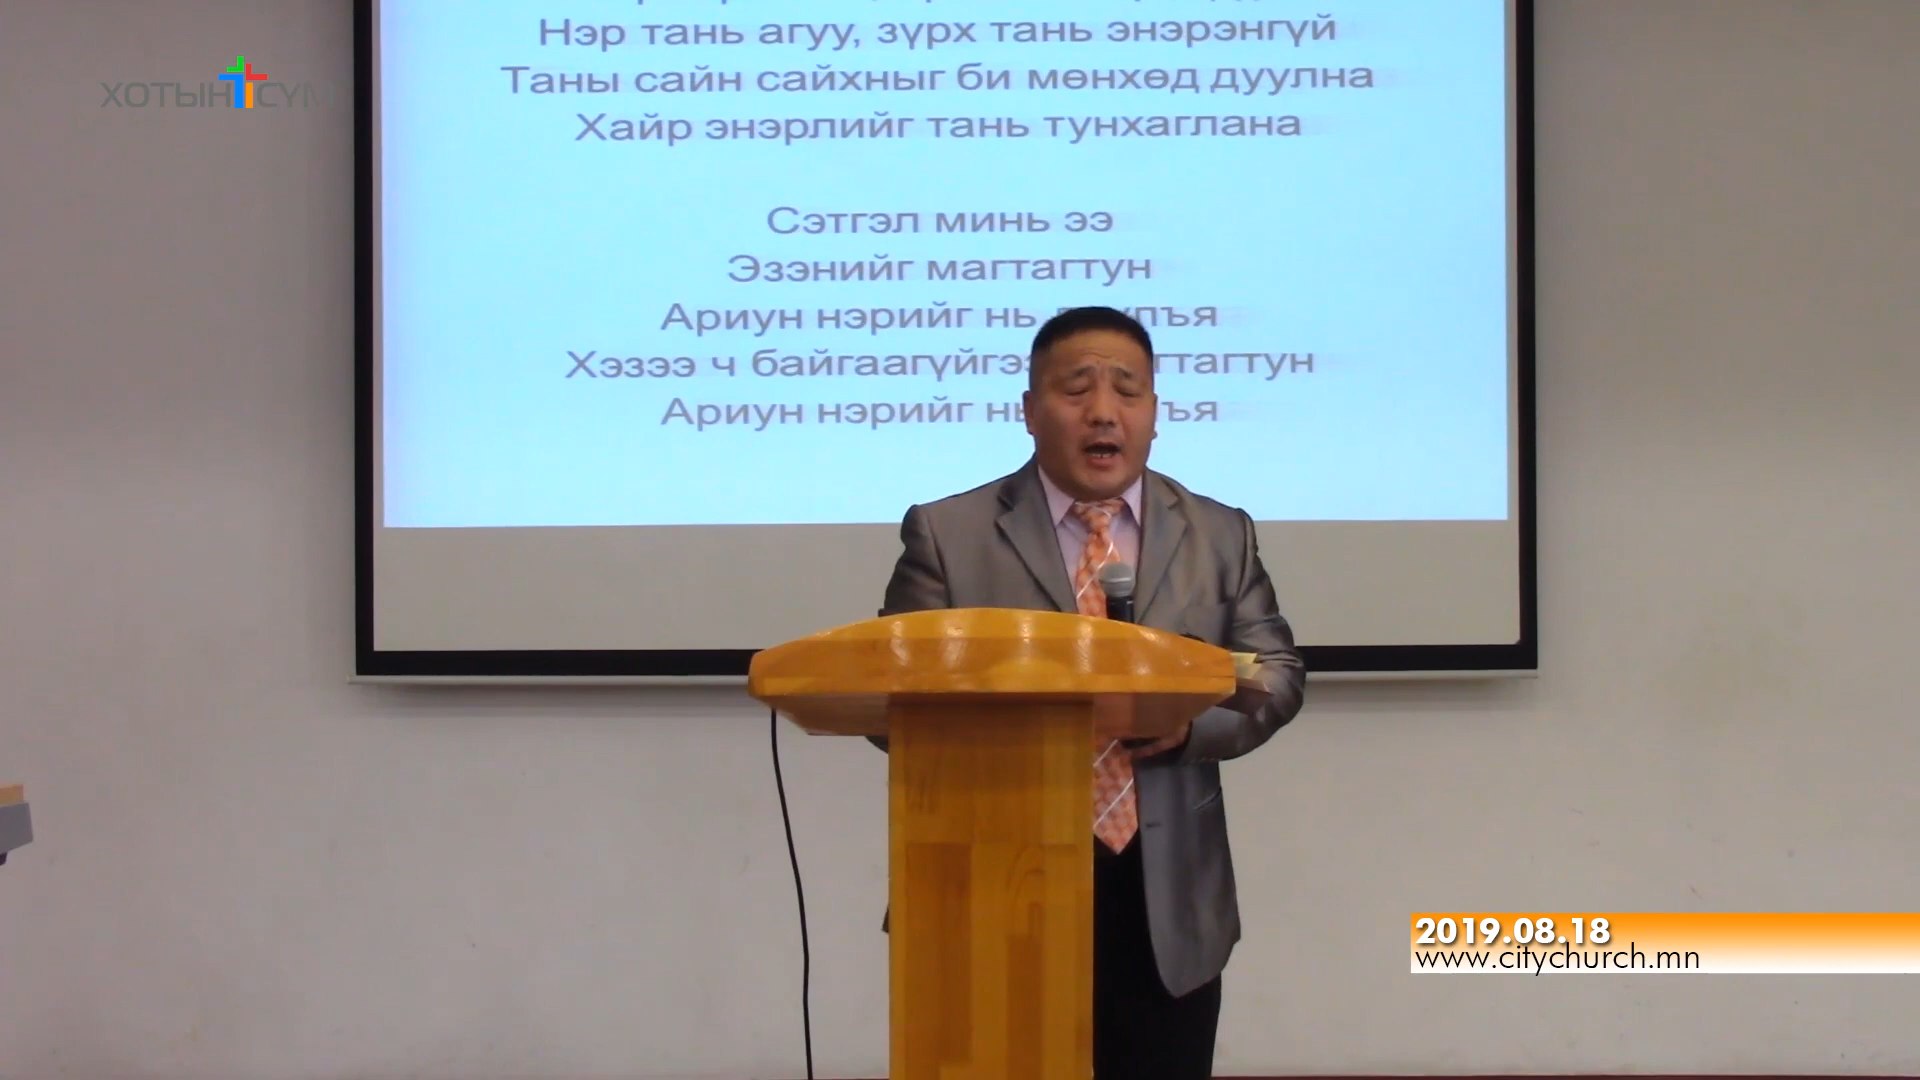 Нэр тань агуу, зүрх тань энэрэнгүй
Таны сайн сайхныг би мөнхөд дуулна
Хайр энэрлийг тань тунхаглана
Сэтгэл минь ээ
Эзэнийг магтагтун
Ариун нэрийг нь
Хэзээ ч
Ариун нэрийг
ХОТЫН СҮМ
2019.08.18
www.citychurch.mn